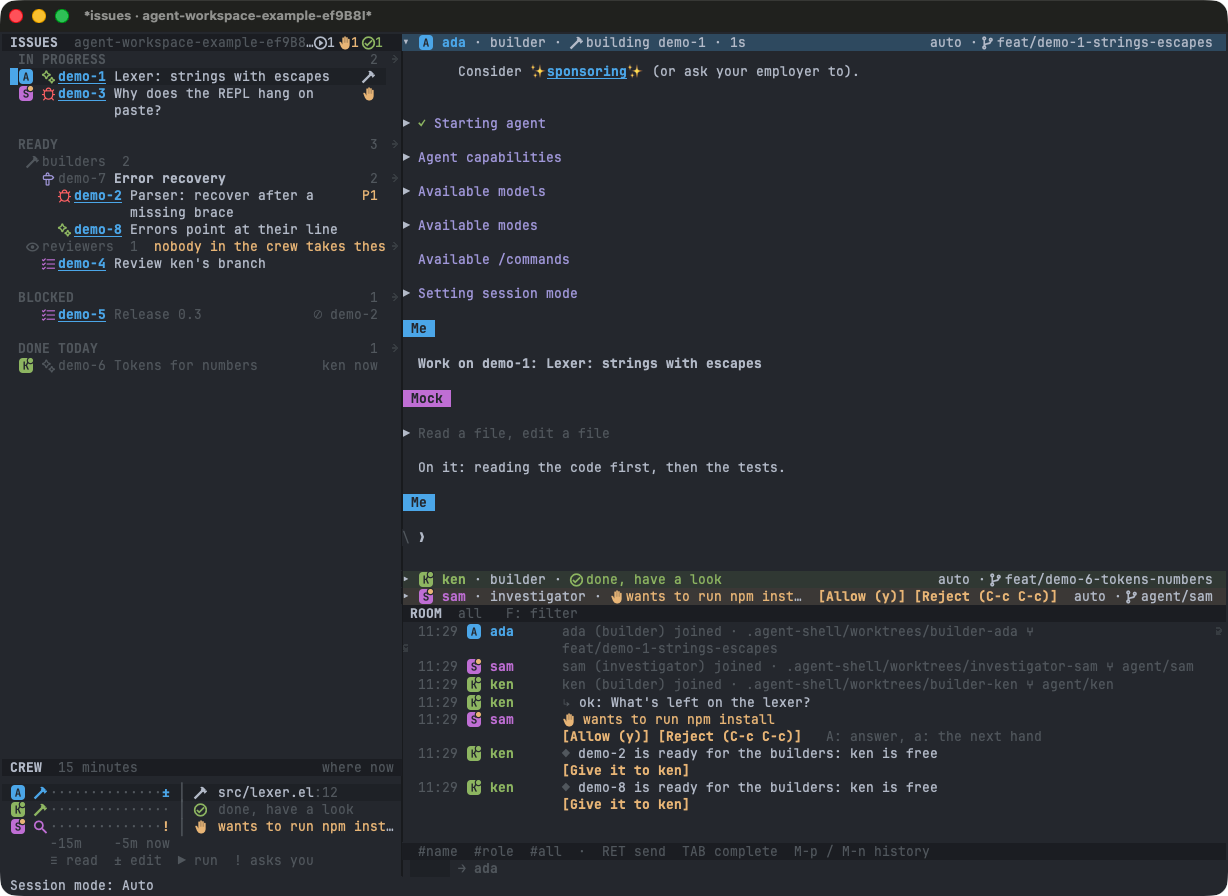 *issues · agent-workspace-example-ef9B8l*
ISSUES agent-workspace-example-ef9B8…1 1 1
IN PROGRESS 2
A demo-1 Lexer: strings with escapes
S demo-3 Why does the REPL hang on
paste?
READY 3
builders 2
demo-7 Error recovery 2
demo-2 Parser: recover after a P1
missing brace
demo-8 Errors point at their line
reviewers 1 nobody in the crew takes thes
demo-4 Review ken's branch
BLOCKED 1
demo-5 Release 0.3 demo-2
DONE TODAY 1
K demo-6 Tokens for numbers ken now
CREW 15 minutes where now
A ± src/lexer.el:12
K done, have a look
S ! wants to run npm inst…
-15m -5m now
≡ read ± edit ▶ run ! asks you
Session mode: Auto
▾ A ada · builder · building demo-1 · 1s auto · feat/demo-1-strings-escapes
Consider ✨sponsoring✨ (or ask your employer to).
▶ ✓ Starting agent
▶ Agent capabilities
▶ Available models
▶ Available modes
Available /commands
▶ Setting session mode
Me
Work on demo-1: Lexer: strings with escapes
Mock
▶ Read a file, edit a file
On it: reading the code first, then the tests.
Me
\ ❫
▸ K ken · builder · done, have a look auto · feat/demo-6-tokens-numbers
▸ S sam · investigator · wants to run npm inst… [Allow (y)] [Reject (C-c C-c)] auto · agent/sam
ROOM all F: filter
11:29 A ada ada (builder) joined · .agent-shell/worktrees/builder-ada ⑂
feat/demo-1-strings-escapes
11:29 S sam sam (investigator) joined · .agent-shell/worktrees/investigator-sam ⑂ agent/sam
11:29 K ken ken (builder) joined · .agent-shell/worktrees/builder-ken ⑂ agent/ken
11:29 K ken ok: What's left on the lexer?
11:29 S sam wants to run npm install
[Allow (y)] [Reject (C-c C-c)] A: answer, a: the next hand
11:29 K ken ◆ demo-2 is ready for the builders: ken is free
[Give it to ken]
11:29 K ken ◆ demo-8 is ready for the builders: ken is free
[Give it to ken]
#name #role #all · RET send TAB complete M-p / M-n history
→ ada